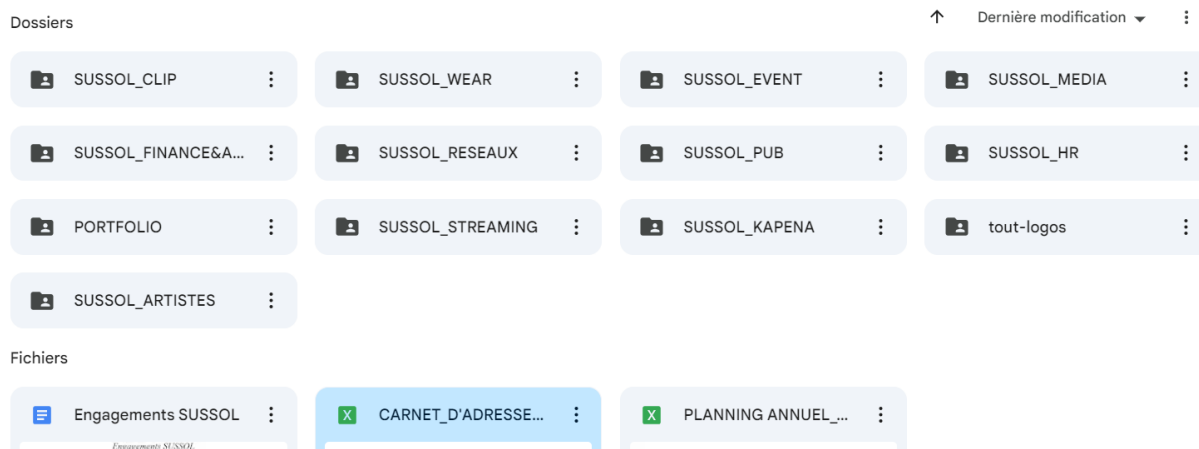 Dossiers
Dernière modification
SUSSOL_CLIP
SUSSOL_WEAR
SUSSOL_EVENT
SUSSOL_MEDIA
SUSSOL_FINANCE&A...
SUSSOL_RESEAUX
SUSSOL_PUB
SUSSOL_HR
PORTFOLIO
SUSSOL_STREAMING
SUSSOL_KAPENA
tout-logos
SUSSOL_ARTISTES
Fichiers
Engagements SUSSOL
X CARNET_D'ADRESSE...
X PLANNING ANNUEL_...
Engagements SUSSOL